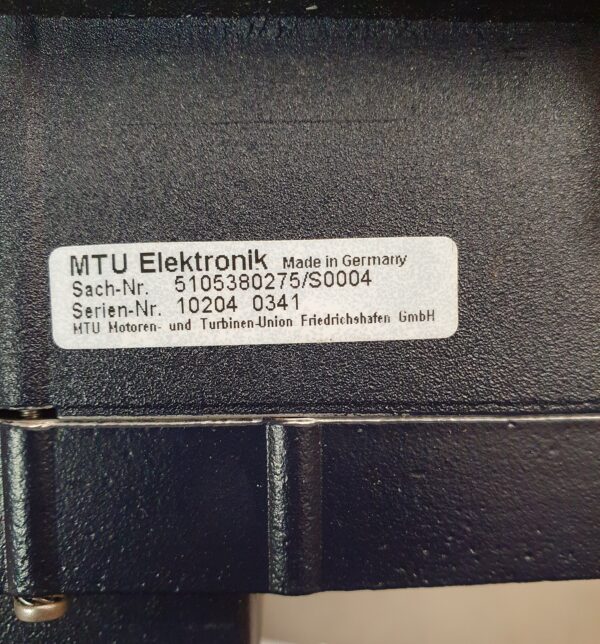 MTU Elektronik Made in Germany
Sach-Nr. 5105380275/S0004
Serien-Nr. 10204 0341
MTU Motoren- und Turbinen-Union Friedrichshafen GmbH